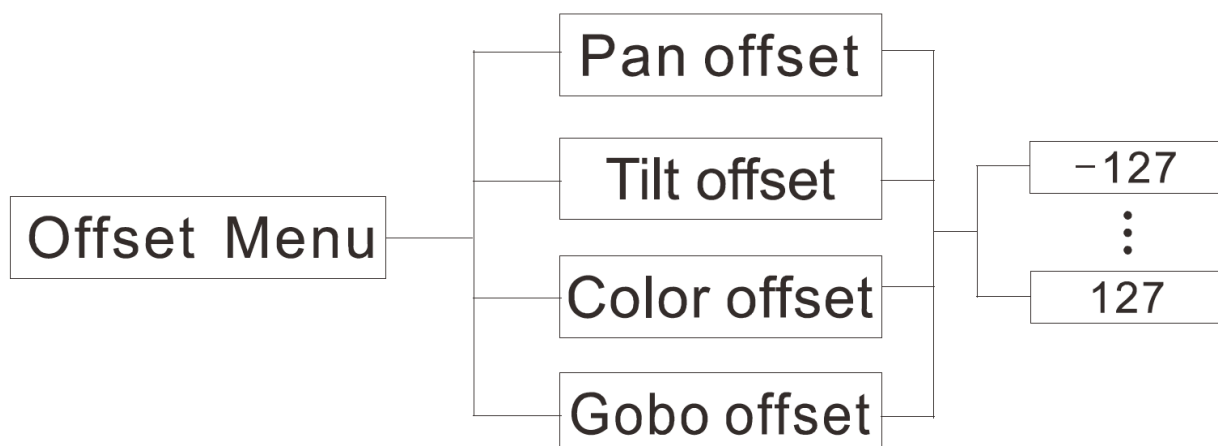 Offset Menu
Pan offset
Tilt offset
Color offset
Gobo offset
−127
⋮
127